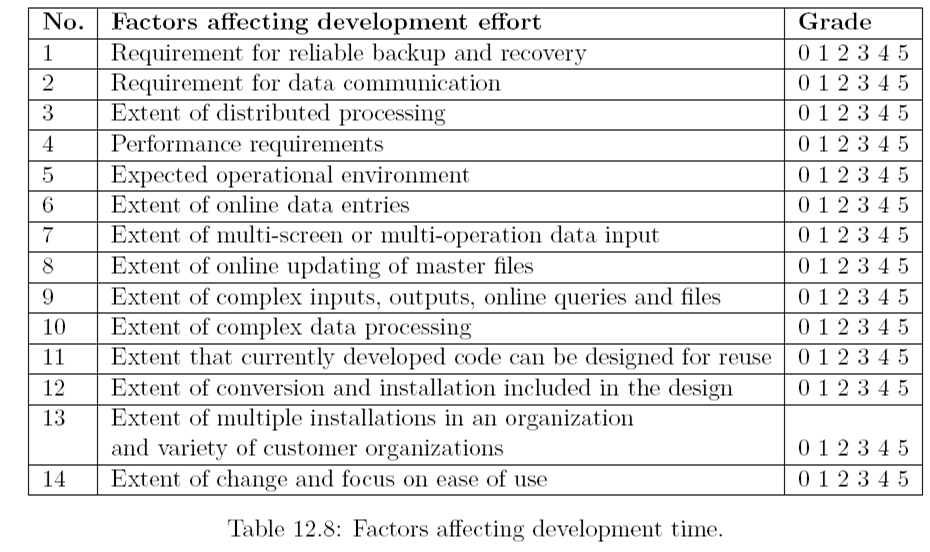 No. Factors affecting development effort Grade
1 Requirement for reliable backup and recovery 0 1 2 3 4 5
2 Requirement for data communication 0 1 2 3 4 5
3 Extent of distributed processing 0 1 2 3 4 5
4 Performance requirements 0 1 2 3 4 5
5 Expected operational environment 0 1 2 3 4 5
6 Extent of online data entries 0 1 2 3 4 5
7 Extent of multi-screen or multi-operation data input 0 1 2 3 4 5
8 Extent of online updating of master files 0 1 2 3 4 5
9 Extent of complex inputs, outputs, online queries and files 0 1 2 3 4 5
10 Extent of complex data processing 0 1 2 3 4 5
11 Extent that currently developed code can be designed for reuse 0 1 2 3 4 5
12 Extent of conversion and installation included in the design 0 1 2 3 4 5
13 Extent of multiple installations in an organization
and variety of customer organizations 0 1 2 3 4 5
14 Extent of change and focus on ease of use 0 1 2 3 4 5
Table 12.8: Factors affecting development time.